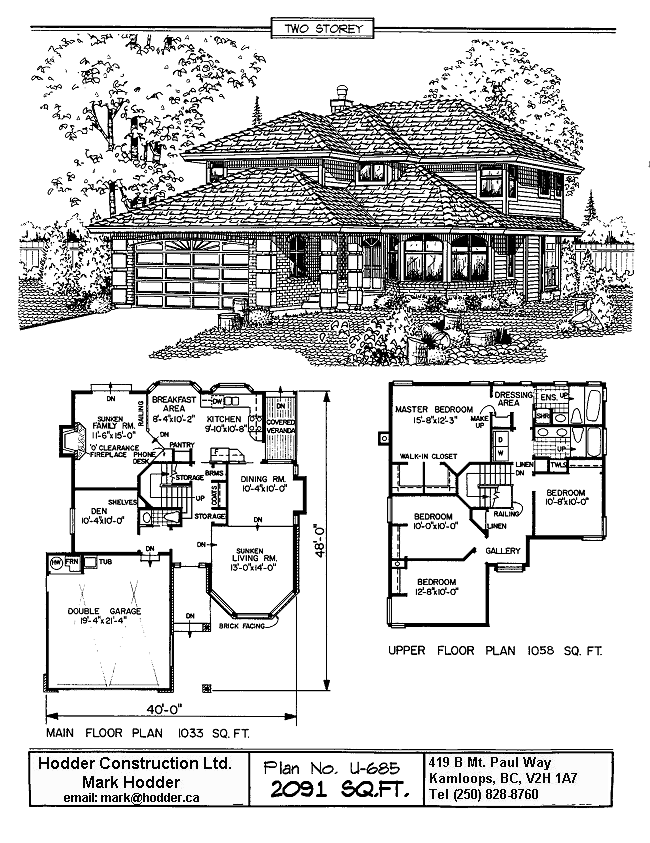 TWO STOREY
DN
SUNKEN
FAMILY RM.
11'-6"x15'-0"
'O' CLEARANCE
FIREPLACE
RAILING
DN
PHONE
DESK
BREAKFAST
AREA
8'-4"x10'-2"
PANTRY
DW
KITCHEN
9'-10"x10'-8"
DN
COVERED
VERANDA
STORAGE
BRMS
COATS
UP
STORAGE
DINING RM.
10'-4"x10'-0"
SHELVES
DEN
10'-4"x10'-0"
DN
DN
DN
SUNKEN
LIVING RM.
13'-0"x14'-0"
HW
FRN
TUB
DOUBLE GARAGE
19'-4"x21'-4"
DN
BRICK FACING
48'-0"
40'-0"
MAIN FLOOR PLAN 1033 SQ. FT.
MASTER BEDROOM
15'-8"x12'-3"
MAKE
UP
DRESSING
AREA
ENS.
UP
SHR
D
W
UP
WALK-IN CLOSET
LINEN
DN
TWLS
BEDROOM
10'-8"x10'-0"
BEDROOM
10'-0"x10'-0"
RAILING
LINEN
GALLERY
BEDROOM
12'-8"x10'-0"
UPPER FLOOR PLAN 1058 SQ. FT.
Hodder Construction Ltd.
Mark Hodder
email: mark@hodder.ca
Plan No. U-685
2091 SQ.FT.
419 B Mt. Paul Way
Kamloops, BC, V2H 1A7
Tel (250) 828-8760